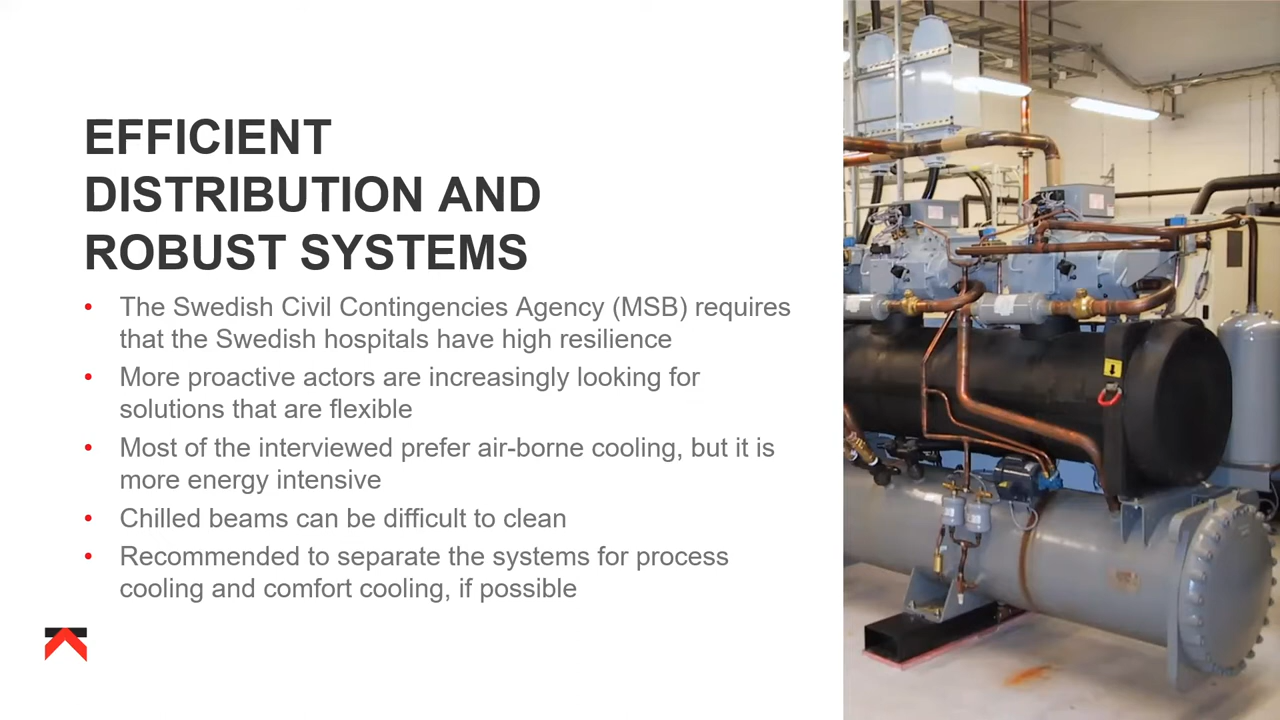 EFFICIENT
DISTRIBUTION AND
ROBUST SYSTEMS
• The Swedish Civil Contingencies Agency (MSB) requires
that the Swedish hospitals have high resilience
• More proactive actors are increasingly looking for
solutions that are flexible
• Most of the interviewed prefer air-borne cooling, but it is
more energy intensive
• Chilled beams can be difficult to clean
• Recommended to separate the systems for process
cooling and comfort cooling, if possible